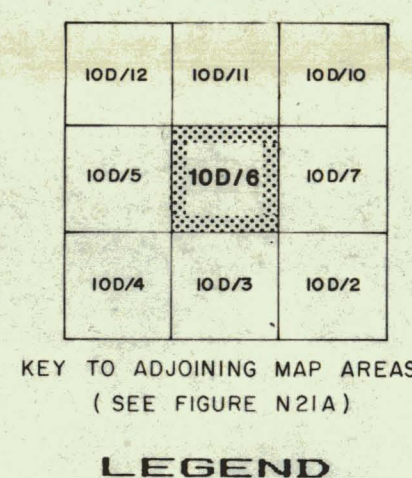 10D/12 10D/11 10D/10
10D/5 10D/6 10D/7
10D/4 10D/3 10D/2
KEY TO ADJOINING MAP AREAS
( SEE FIGURE N21A )
LEGEND